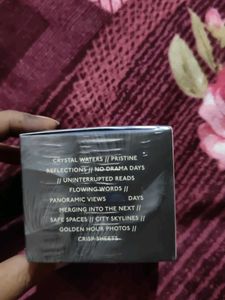 CRYSTAL WATERS // PRISTINE
REFLECTIONS // NO DRAMA DAYS
// UNINTERRUPTED READS
FLOWING WORDS //
PANORAMIC VIEWS DAYS
MERGING INTO THE NEXT //
SAFE SPACES // CITY SKYLINES //
GOLDEN HOUR PHOTOS //
CRISP SHEETS